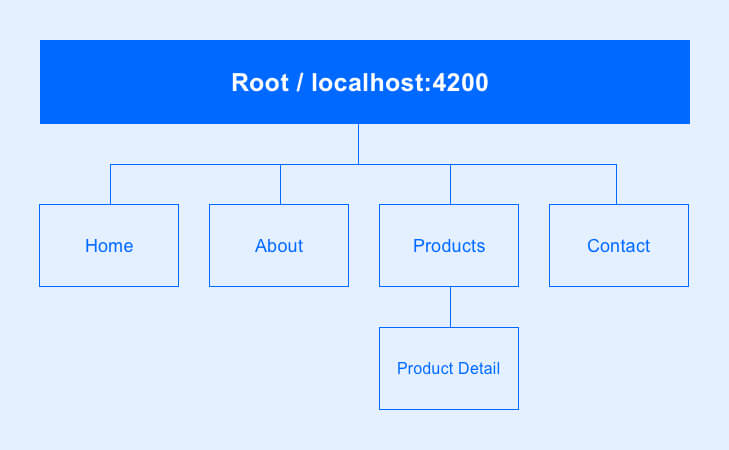 Root / localhost:4200
Home
About
Products
Contact
Product Detail